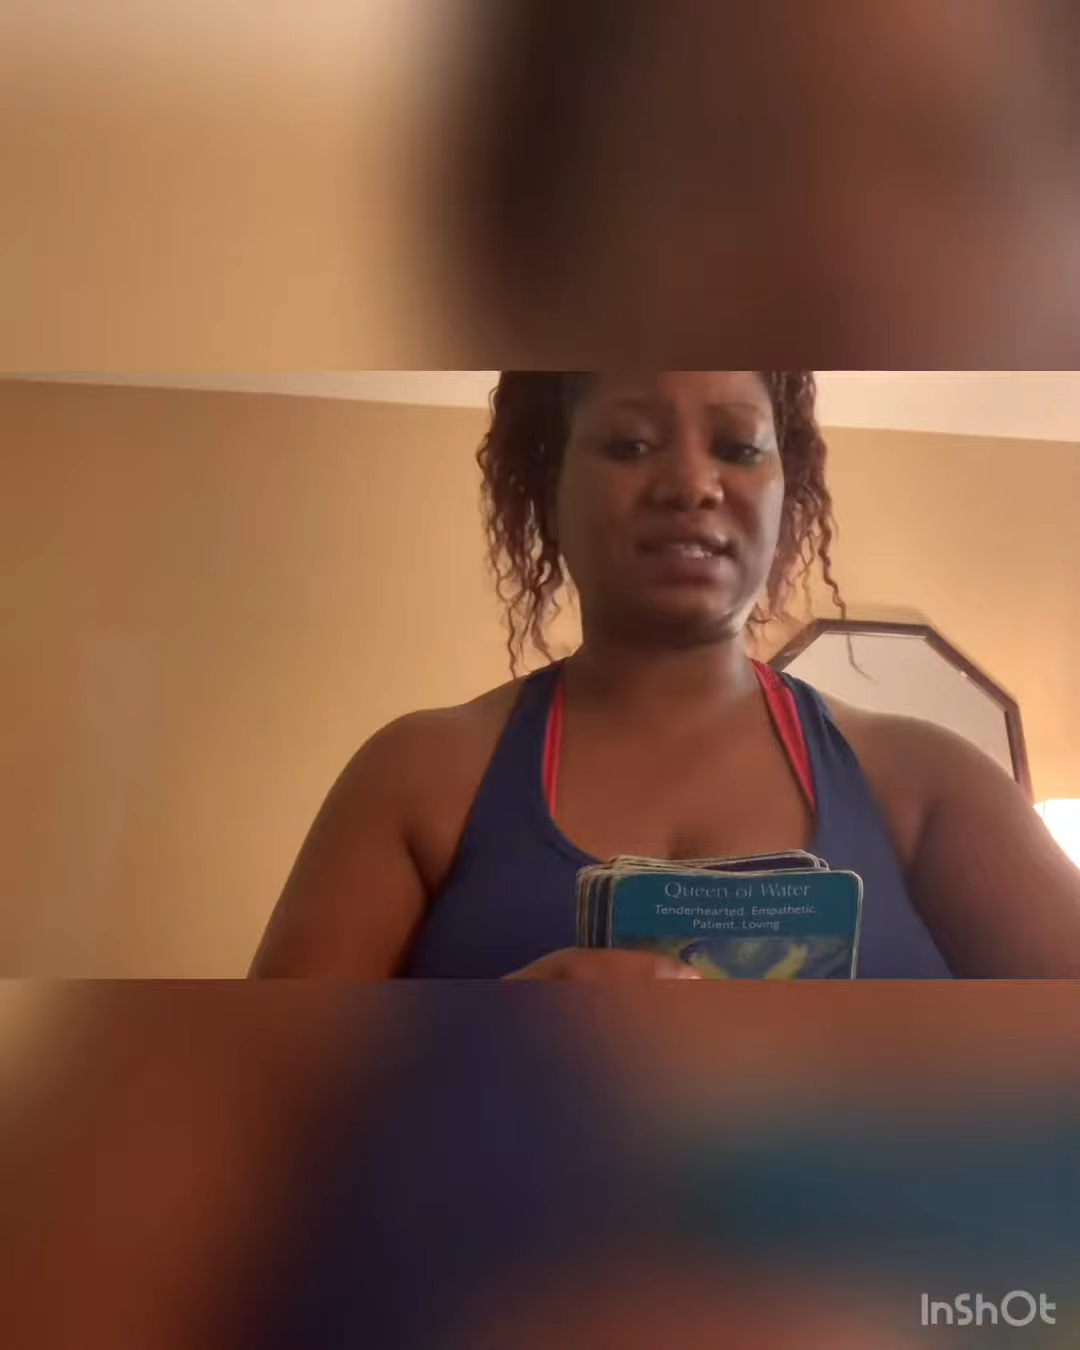 Queen of Water
Tenderhearted, Empathetic,
Patient, Loving
InShOt